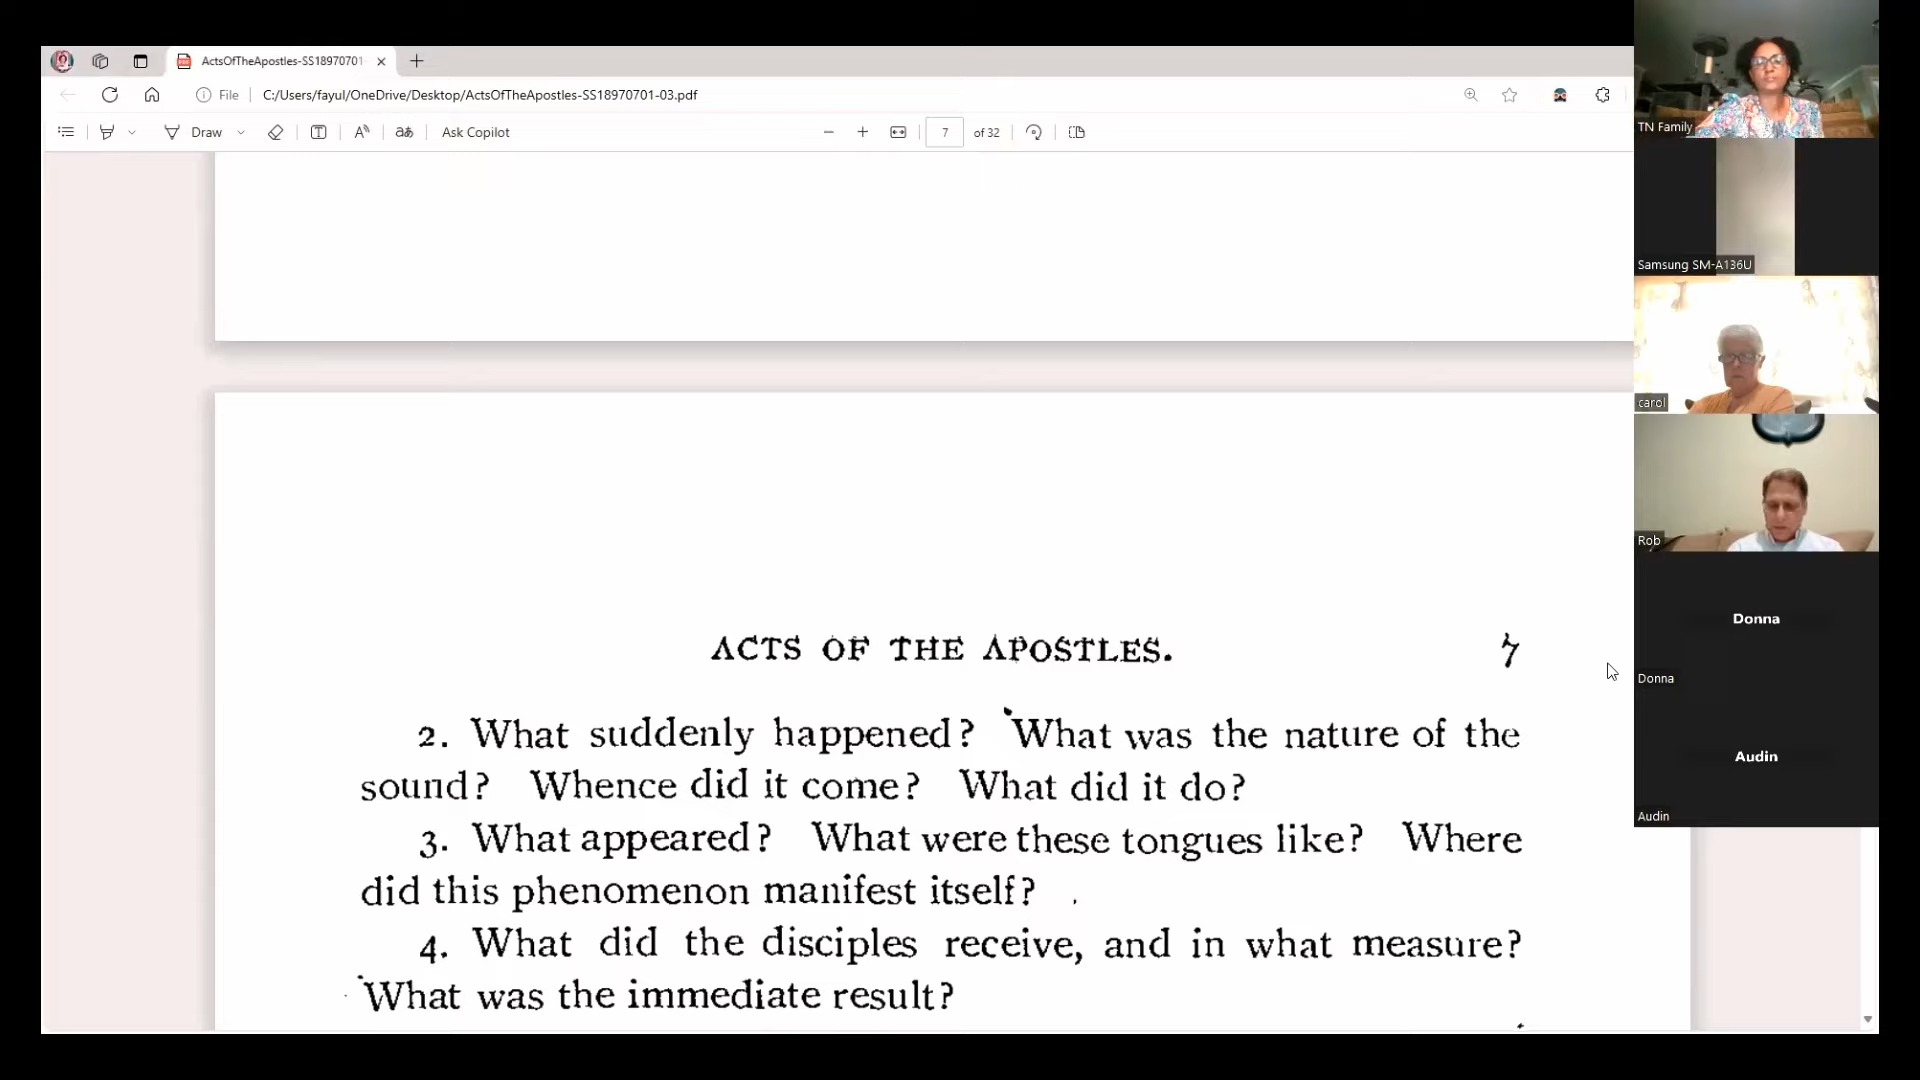 ActsOfTheApostles-SS18970701-
File
C:/Users/fayul/OneDrive/Desktop/ActsOfTheApostles-SS18970701-03.pdf
Draw
Ask Copilot
7
of 32
ACTS OF THE APOSTLES.
7
2. What suddenly happened? What was the nature of the
sound? Whence did it come? What did it do?
3. What appeared? What were these tongues like? Where
did this phenomenon manifest itself?
4. What did the disciples receive, and in what measure?
What was the immediate result?
TN Family
Samsung SM-A136U
carol
Rob
Donna
Donna
Audin
Audin